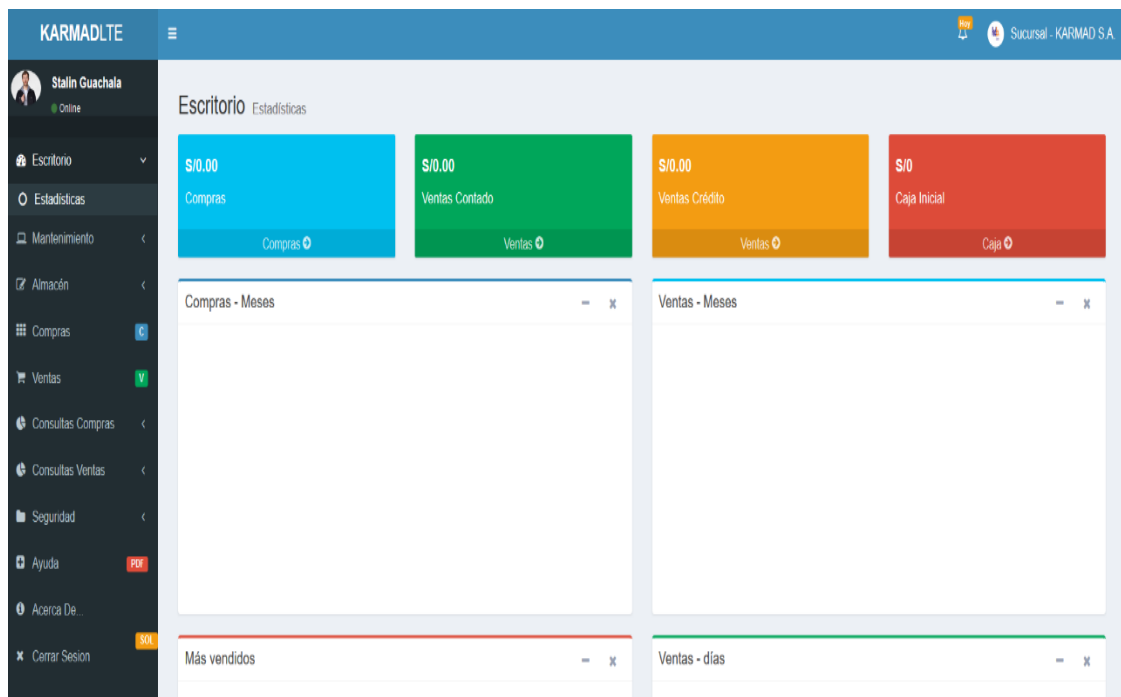 KARMADLTE
Hoy
Sucursal - KARMAD S.A.
Stalin Guachala
Online
Escritorio
Estadísticas
Mantenimiento
Almacén
Compras C
Ventas V
Consultas Compras
Consultas Ventas
Seguridad
Ayuda PDF
Acerca De...
SOL
Cerrar Sesion
Escritorio Estadísticas
S/0.00
Compras
Compras
S/0.00
Ventas Contado
Ventas
S/0.00
Ventas Crédito
Ventas
S/0
Caja Inicial
Caja
Compras - Meses
Ventas - Meses
Más vendidos
Ventas - días